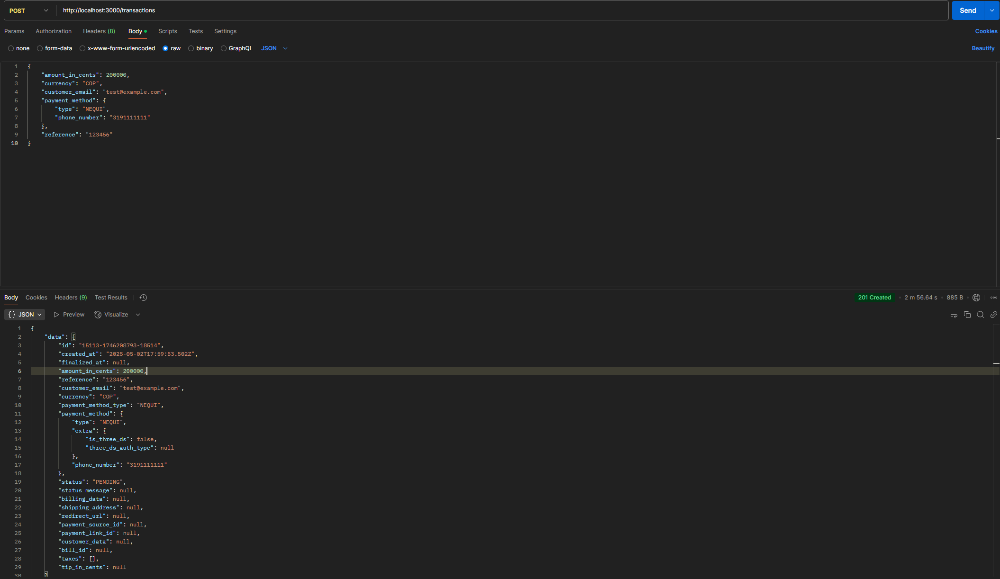 POST http://localhost:3000/transactions Send
Params Authorization Headers (8) Body Scripts Tests Settings Cookies
none form-data x-www-form-urlencoded raw binary GraphQL JSON Beautify
1 {
2 "amount_in_cents": 200000,
3 "currency": "COP",
4 "customer_email": "test@example.com",
5 "payment_method": {
6 "type": "NEQUI",
7 "phone_number": "3191111111"
8 },
9 "reference": "123456"
10 }
Body Cookies Headers (9) Test Results 201 Created • 2 m 56.64 s • 885 B
{} JSON Preview Visualize
1 {
2 "data": {
3 "id": "15113-1746208793-18514",
4 "created_at": "2025-05-02T17:59:53.502Z",
5 "finalized_at": null,
6 "amount_in_cents": 200000,
7 "reference": "123456",
8 "customer_email": "test@example.com",
9 "currency": "COP",
10 "payment_method_type": "NEQUI",
11 "payment_method": {
12 "type": "NEQUI",
13 "extra": {
14 "is_three_ds": false,
15 "three_ds_auth_type": null
16 },
17 "phone_number": "3191111111"
18 },
19 "status": "PENDING",
20 "status_message": null,
21 "billing_data": null,
22 "shipping_address": null,
23 "redirect_url": null,
24 "payment_source_id": null,
25 "payment_link_id": null,
26 "customer_data": null,
27 "bill_id": null,
28 "taxes": [],
29 "tip_in_cents": null
30 }